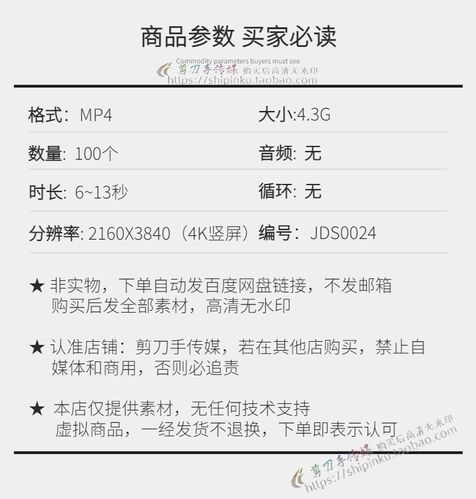 商品参数 买家必读
Commodity parameters buyers must see
剪刀手传媒 购买后高清无水印
https://shipinku.taobao.com
格式：MP4 大小:4.3G
数量: 100个 音频: 无
时长: 6~13秒 循环: 无
分辨率: 2160X3840（4K竖屏） 编号：JDS0024
★ 非实物，下单自动发百度网盘链接，不发邮箱
购买后发全部素材，高清无水印
★ 认准店铺：剪刀手传媒，若在其他店购买，禁止自
媒体和商用，否则必追责
★ 本店仅提供素材，无任何技术支持
虚拟商品，一经发货不退换，下单即表示认可
剪刀手传媒 购买后高清无水印
https://shipinku.taobao.com